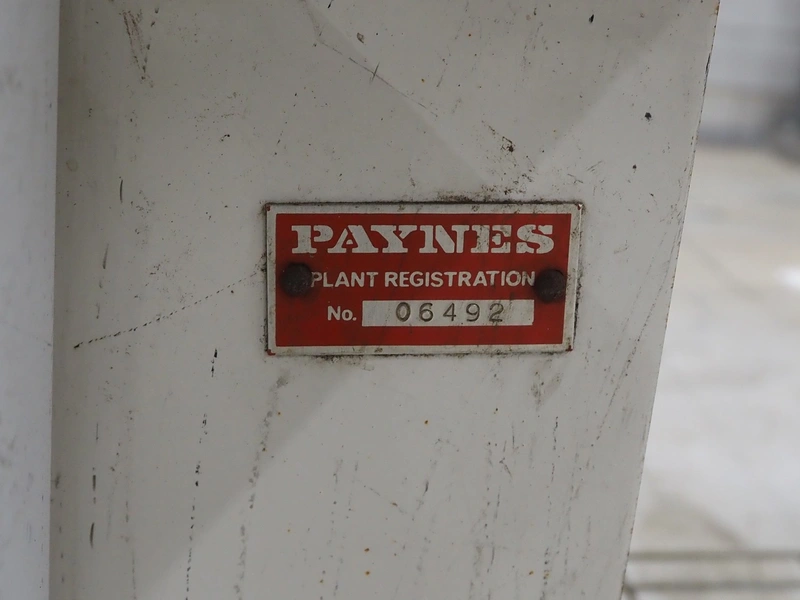 PAYNES
PLANT REGISTRATION
No. 06492